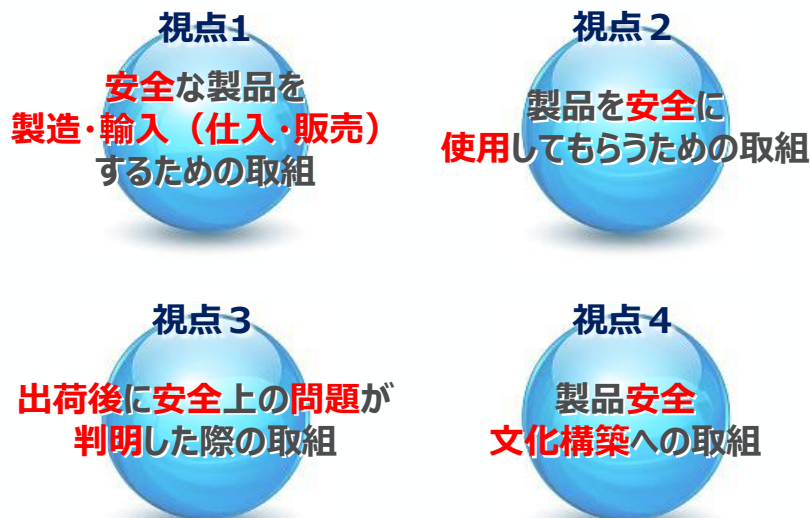 視点1
安全な製品を
製造・輸入（仕入・販売）
するための取組
視点２
製品を安全に
使用してもらうための取組
視点３
出荷後に安全上の問題が
判明した際の取組
視点４
製品安全
文化構築への取組